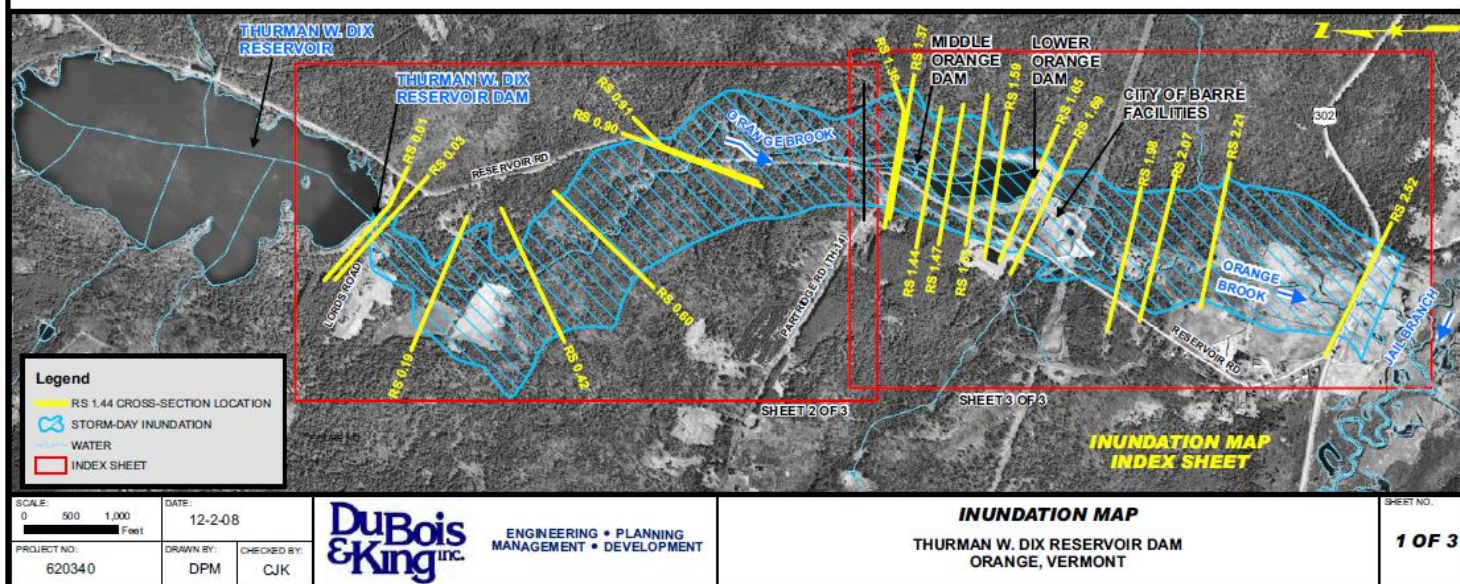 THURMAN W. DIX
RESERVOIR
THURMAN W. DIX
RESERVOIR DAM
RS 0.01
RS 0.03
RESERVOIR RD
LORDS ROAD
RS 0.19
RS 0.42
RS 0.60
RS 0.90
RS 0.91
ORANGE BROOK
PARTRIDGE RD (TH-14)
RS 1.36
RS 1.37
MIDDLE
ORANGE
DAM
LOWER
ORANGE
DAM
RS 1.44
RS 1.47
RS 1.59
RS 1.65
RS 1.69
CITY OF BARRE
FACILITIES
RS 1.98
RS 2.07
RS 2.21
302
RS 2.52
ORANGE
BROOK
RESERVOIR RD
JAIL BRANCH
Z
SHEET 2 OF 3
SHEET 3 OF 3
INUNDATION MAP
INDEX SHEET
Legend
RS 1.44 CROSS-SECTION LOCATION
STORM-DAY INUNDATION
WATER
INDEX SHEET
SCALE:
0 500 1,000
Feet
DATE:
12-2-08
PROJECT NO:
620340
DRAWN BY:
DPM
CHECKED BY:
CJK
DuBois
&King inc.
ENGINEERING • PLANNING
MANAGEMENT • DEVELOPMENT
INUNDATION MAP
THURMAN W. DIX RESERVOIR DAM
ORANGE, VERMONT
SHEET NO.
1 OF 3